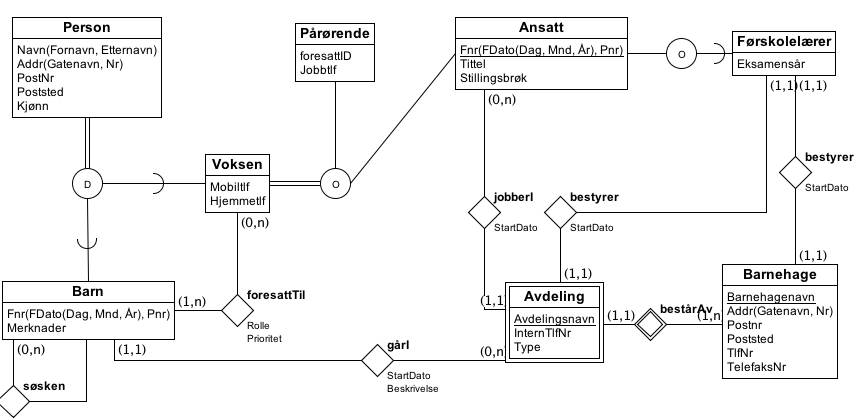 Person
Navn(Fornavn, Etternavn)
Addr(Gatenavn, Nr)
PostNr
Poststed
Kjønn
Pårørende
foresattID
Jobbtlf
Ansatt
Fnr(FDato(Dag, Mnd, År), Pnr)
Tittel
Stillingsbrøk
O
Førskolelærer
Eksamensår
(1,1)
(1,1)
(0,n)
D
Voksen
Mobiltlf
Hjemmetlf
O
(0,n)
jobberI
StartDato
bestyrer
StartDato
bestyrer
StartDato
(1,1)
(1,1)
Barn
Fnr(FDato(Dag, Mnd, År), Pnr)
Merknader
(1,n)
foresattTil
Rolle
Prioritet
(1,1
Avdeling
Avdelingsnavn
InternTlfNr
Type
(1,1)
bestårAv
(1,n)
Barnehage
Barnehagenavn
Addr(Gatenavn, Nr)
Postnr
Poststed
TlfNr
TelefaksNr
(0,n)
søsken
(1,1)
gårI
StartDato
Beskrivelse
(0,n